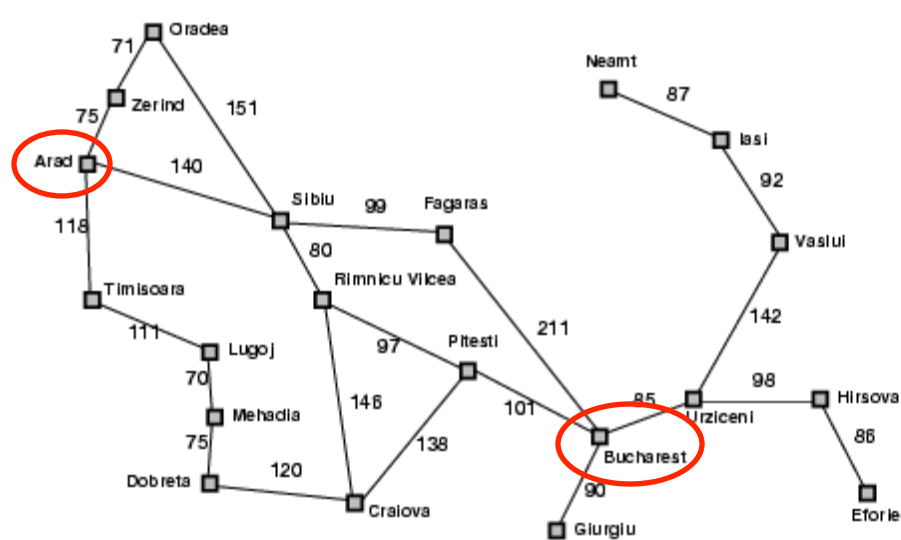 Oradea
71
Neamt
87
Zerind
75
151
Iasi
Arad
140
92
Sibiu
99
Fagaras
118
80
Vaslui
Timisoara
Rimnicu Vilcea
111
211
142
Lugoj
97
Pitesti
70
98
Hirsova
146
101
85
Urziceni
Mehadia
75
138
86
Bucharest
Dobreta
120
90
Craiova
Eforie
Giurgiu